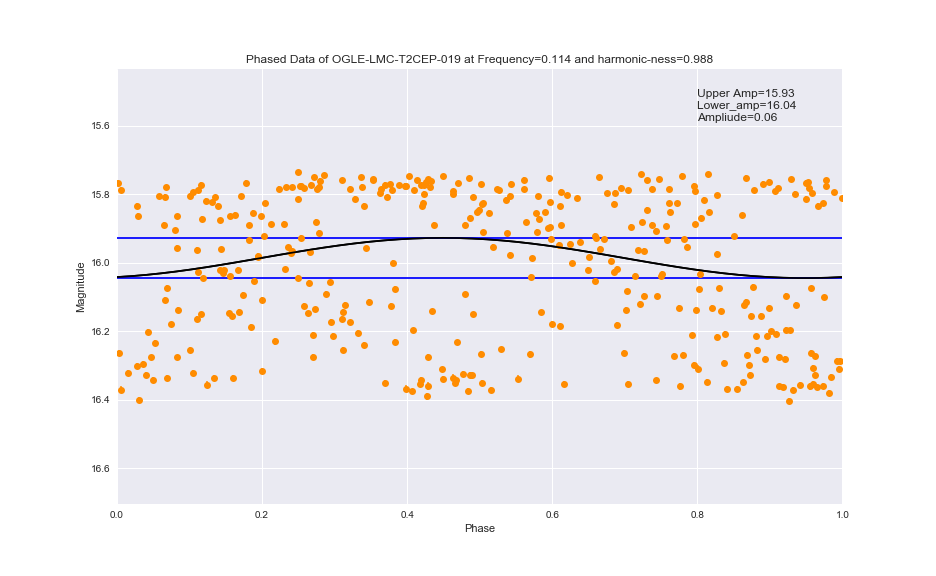 Phased Data of OGLE-LMC-T2CEP-019 at Frequency=0.114 and harmonic-ness=0.988
Upper Amp=15.93
Lower_amp=16.04
Ampliude=0.06
15.6
15.8
16.0
16.2
16.4
16.6
Magnitude
0.0 0.2 0.4 0.6 0.8 1.0
Phase